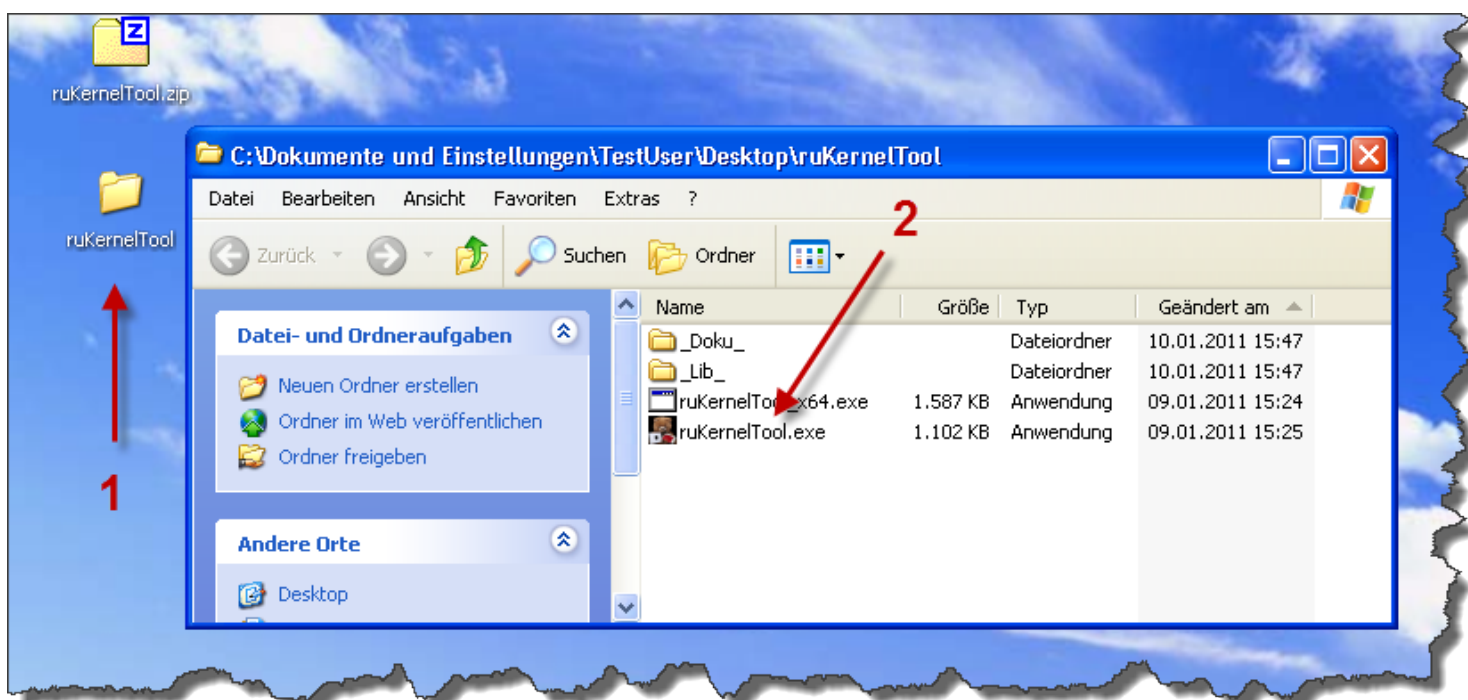 Z
ruKernelTool.zip
C:\Dokumente und Einstellungen\TestUser\Desktop\ruKernelTool
Datei Bearbeiten Ansicht Favoriten Extras ?
2
ruKernelTool
Zurück Suchen Ordner
Name Größe Typ Geändert am
Datei- und Ordneraufgaben
_Doku_ Dateiordner 10.01.2011 15:47
_Lib_ Dateiordner 10.01.2011 15:47
Neuen Ordner erstellen
ruKernelTool_x64.exe 1.587 KB Anwendung 09.01.2011 15:24
Ordner im Web veröffentlichen
ruKernelTool.exe 1.102 KB Anwendung 09.01.2011 15:25
Ordner freigeben
1
Andere Orte
Desktop